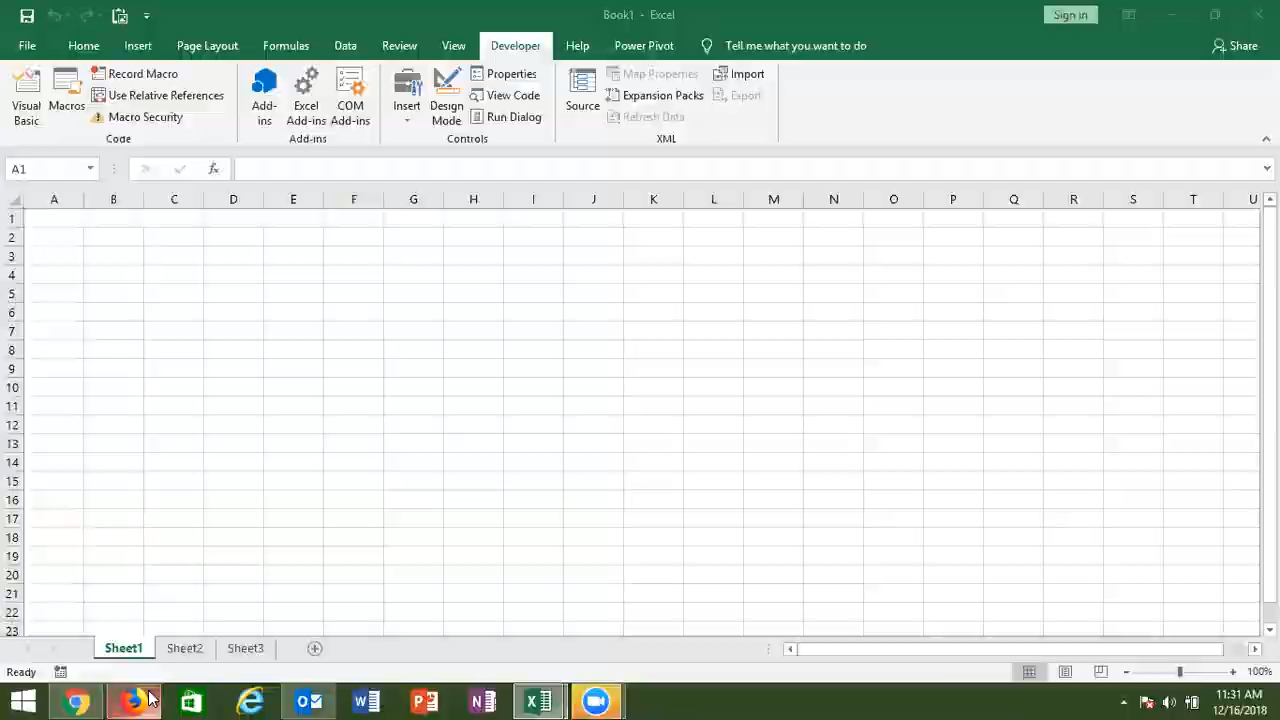 Book1 - Excel
Sign in
File Home Insert Page Layout Formulas Data Review View Developer Help Power Pivot Tell me what you want to do Share
Visual Basic
Macros
Record Macro
Use Relative References
Macro Security
Code
Add-ins
Excel Add-ins
COM Add-ins
Add-ins
Insert
Design Mode
Properties
View Code
Run Dialog
Controls
Source
Map Properties
Expansion Packs
Refresh Data
Import
Export
XML
A1
fx
A B C D E F G H I J K L M N O P Q R S T U
1
2
3
4
5
6
7
8
9
10
11
12
13
14
15
16
17
18
19
20
21
22
23
Sheet1 Sheet2 Sheet3
Ready
100%
11:31 AM
12/16/2018